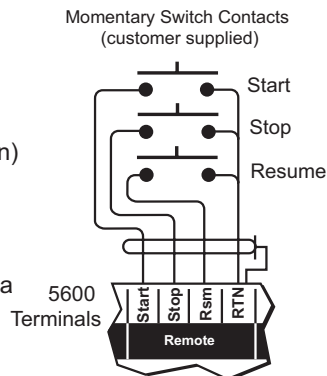 Momentary Switch Contacts
(customer supplied)
Start
Stop
n)
Resume
a
5600
Terminals
Start
Stop
Rsm
RTN
Remote